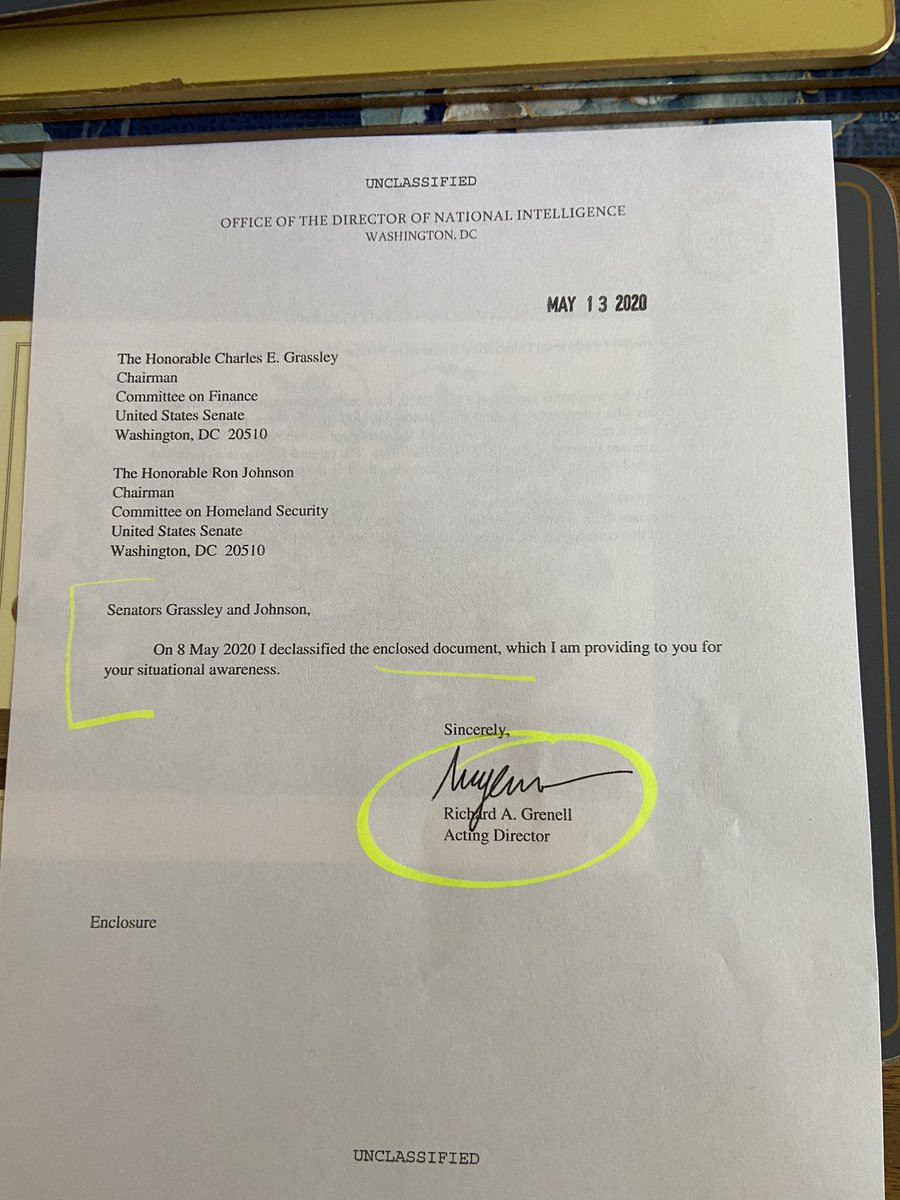 UNCLASSIFIED
OFFICE OF THE DIRECTOR OF NATIONAL INTELLIGENCE
WASHINGTON, DC
MAY 13 2020
The Honorable Charles E. Grassley
Chairman
Committee on Finance
United States Senate
Washington, DC 20510
The Honorable Ron Johnson
Chairman
Committee on Homeland Security
United States Senate
Washington, DC 20510
Senators Grassley and Johnson,
On 8 May 2020 I declassified the enclosed document, which I am providing to you for
your situational awareness.
Sincerely,
Richard A. Grenell
Acting Director
Enclosure
UNCLASSIFIED